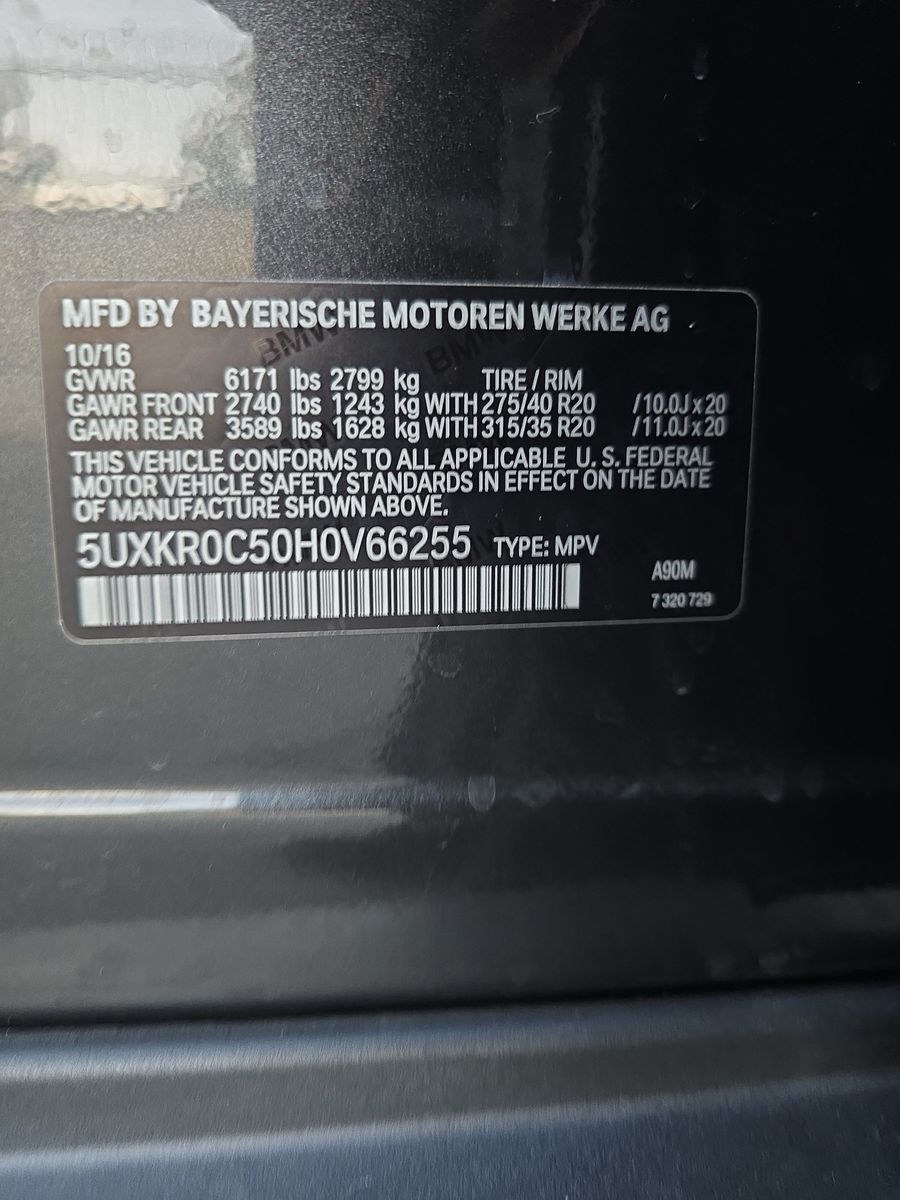 MFD BY BAYERISCHE MOTOREN WERKE AG
10/16
GVWR 6171 lbs 2799 kg TIRE / RIM
GAWR FRONT 2740 lbs 1243 kg WITH 275/40 R20 /10.0J x 20
GAWR REAR 3589 lbs 1628 kg WITH 315/35 R20 /11.0J x 20
THIS VEHICLE CONFORMS TO ALL APPLICABLE U. S. FEDERAL
MOTOR VEHICLE SAFETY STANDARDS IN EFFECT ON THE DATE
OF MANUFACTURE SHOWN ABOVE.
5UXKR0C50H0V66255 TYPE: MPV
A90M
7 320 729